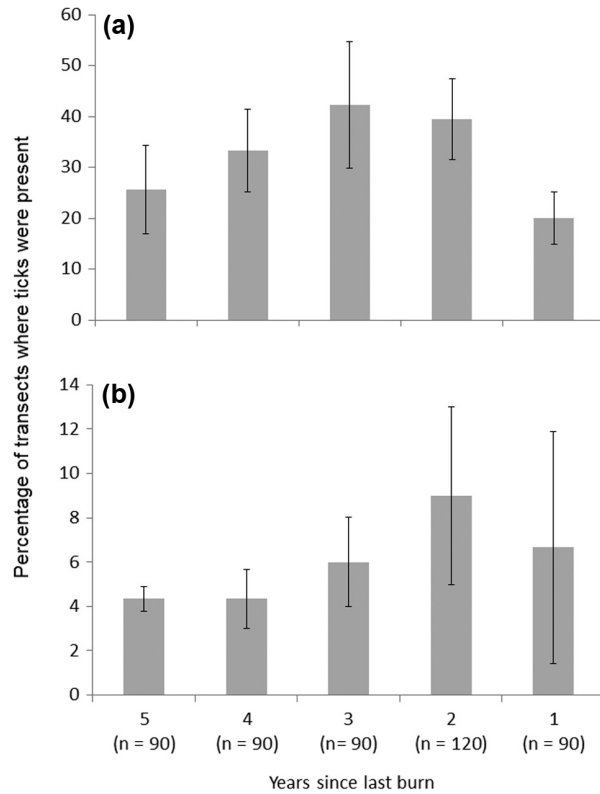 (a)
60
50
40
30
20
10
0
Percentage of transects where ticks were present
(b)
14
12
10
8
6
4
2
0
5 4 3 2 1
(n = 90) (n = 90) (n= 90) (n = 120) (n = 90)
Years since last burn